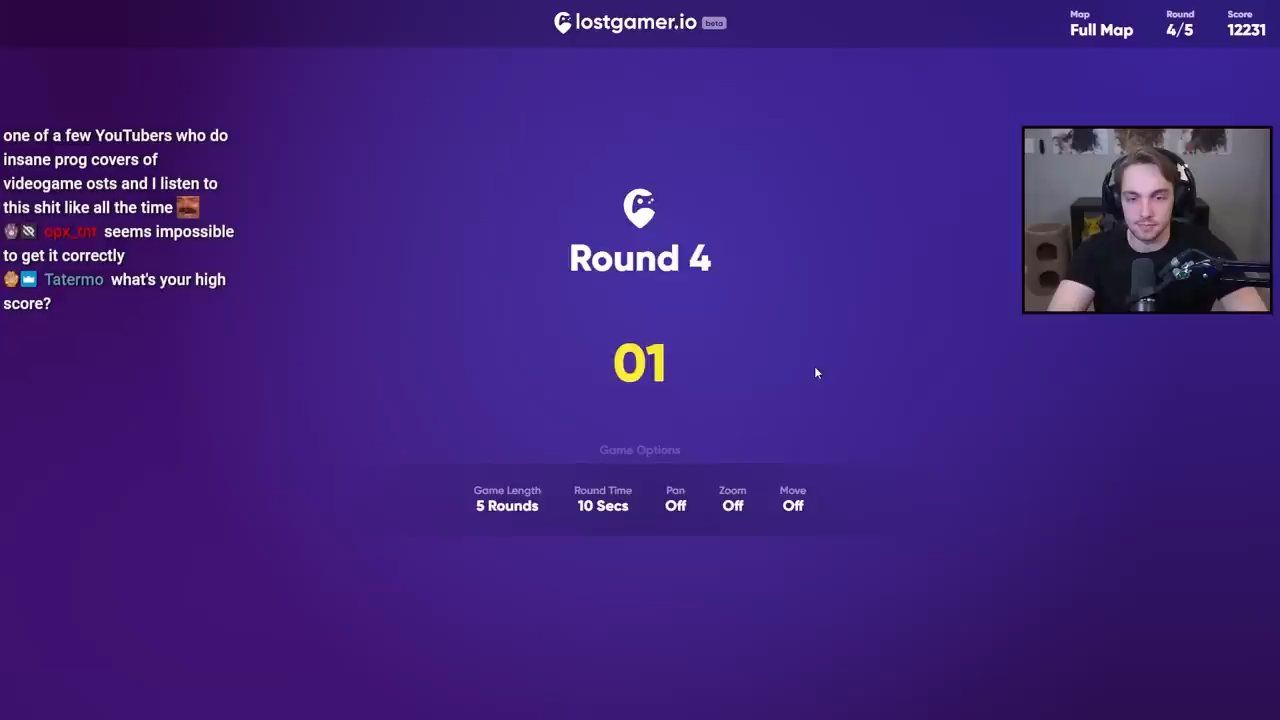 lostgamer.io beta
Map Round Score
Full Map 4/5 12231
one of a few YouTubers who do
insane prog covers of
videogame osts and I listen to
this shit like all the time
opx_tnt seems impossible
to get it correctly
Tatermo what's your high
score?
Round 4
01
Game Options
Game Length Round Time Pan Zoom Move
5 Rounds 10 Secs Off Off Off